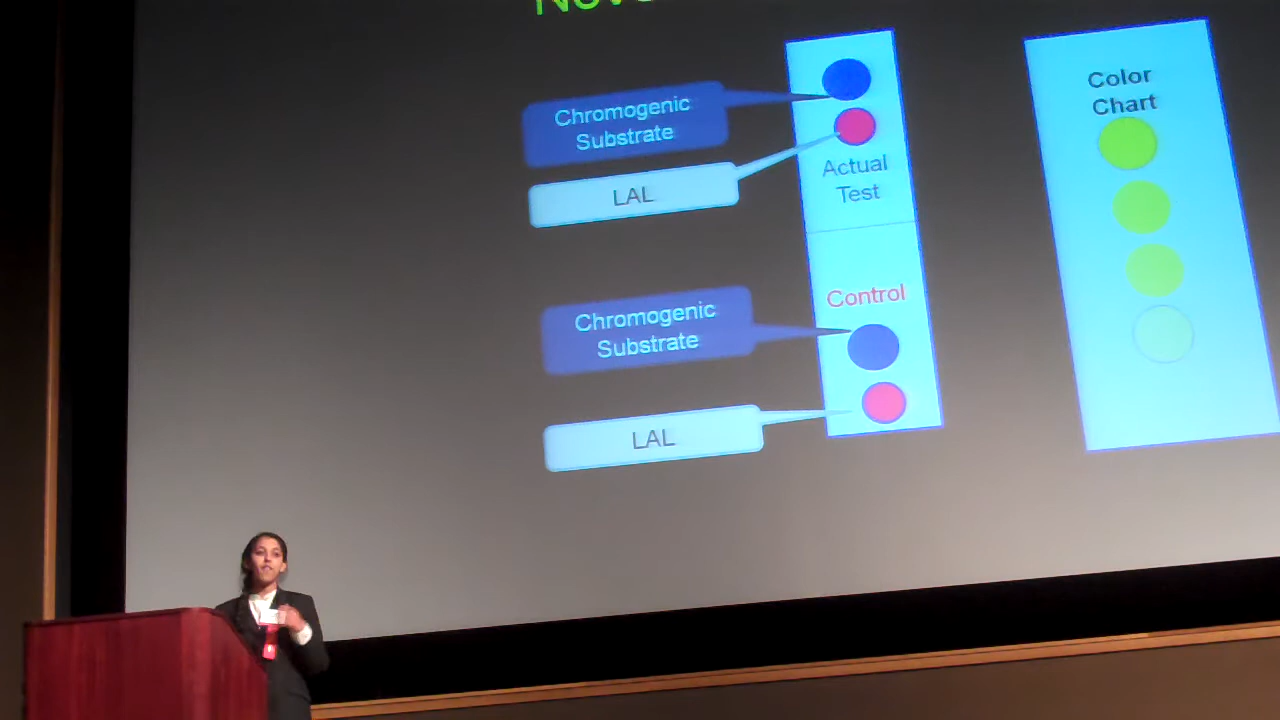 Chromogenic
Substrate
LAL
Actual
Test
Control
Chromogenic
Substrate
LAL
Color
Chart